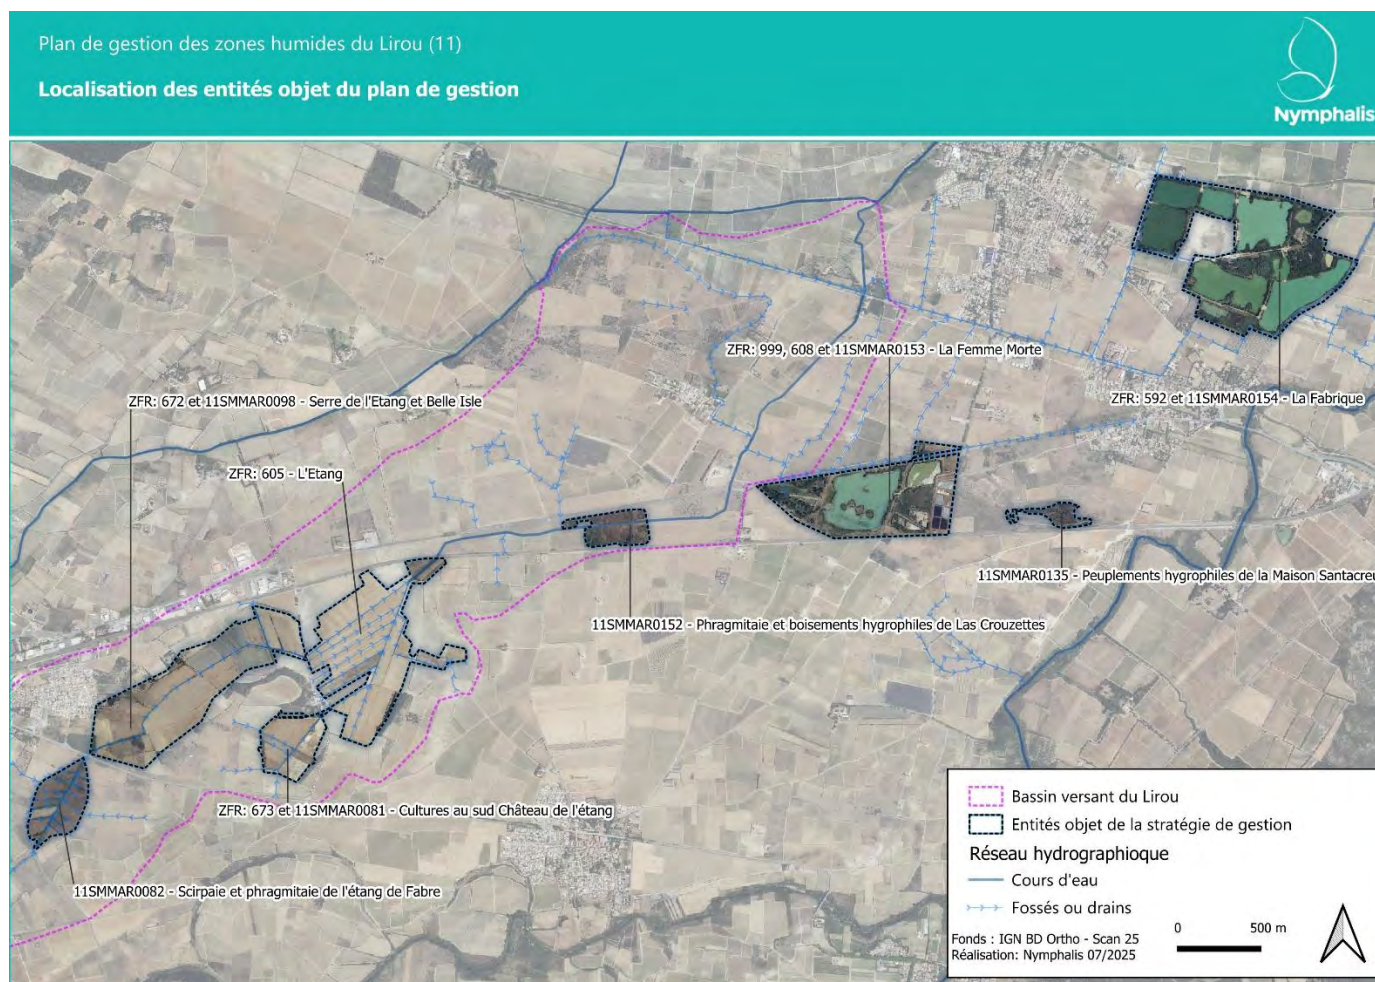 Plan de gestion des zones humides du Lirou (11)
Localisation des entités objet du plan de gestion
Nymphalis
ZFR: 999, 608 et 11SMMAR0153 - La Femme Morte
ZFR: 592 et 11SMMAR0154 - La Fabrique
ZFR: 672 et 11SMMAR0098 - Serre de l'Etang et Belle Isle
ZFR: 605 - L'Etang
11SMMAR0135 - Peuplements hygrophiles de la Maison Santacreu
11SMMAR0152 - Phragmitaie et boisements hygrophiles de Las Crouzettes
ZFR: 673 et 11SMMAR0081 - Cultures au sud Château de l'étang
11SMMAR0082 - Scirpaie et phragmitaie de l'étang de Fabre
Bassin versant du Lirou
Entités objet de la stratégie de gestion
Réseau hydrographioque
Cours d'eau
Fossés ou drains
Fonds : IGN BD Ortho - Scan 25
Réalisation: Nymphalis 07/2025
0 500 m